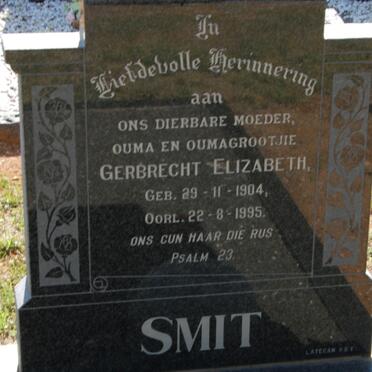 In
Liefdevolle Herinnering
aan
ONS DIERBARE MOEDER,
OUMA EN OUMAGROOTJIE
GERBRECHT ELIZABETH,
GEB. 29-11-1904,
OORL. 22-8-1995.
ONS GUN HAAR DIE RUS
PSALM 23.
SMIT